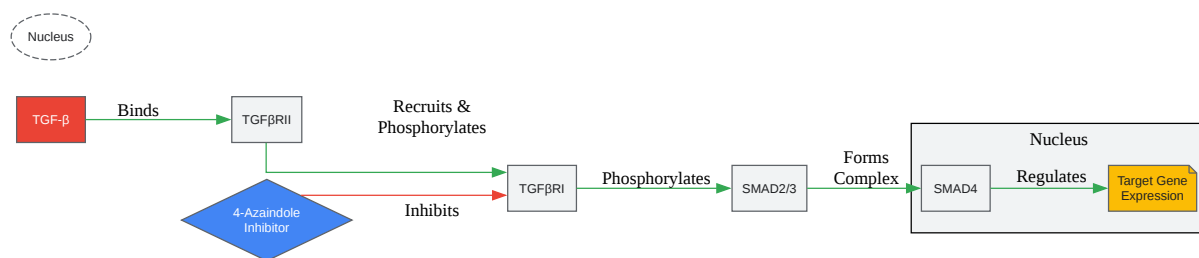 Nucleus
TGF-β
Binds
TGFβRII
Recruits &
Phosphorylates
4-Azaindole
Inhibitor
Inhibits
TGFβRI
Phosphorylates
SMAD2/3
Forms
Complex
Nucleus
SMAD4
Regulates
Target Gene
Expression